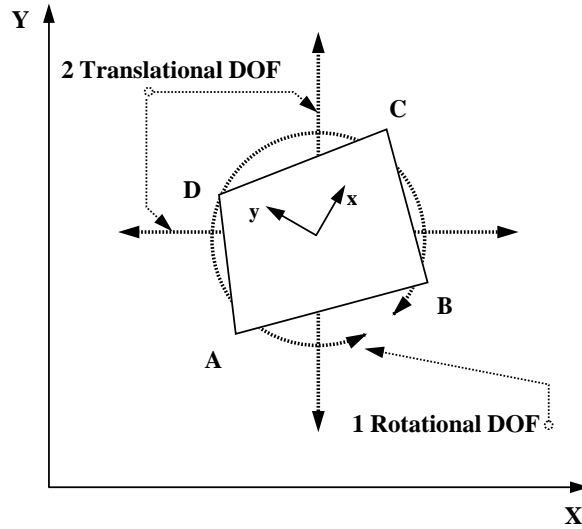 Y
2 Translational DOF
C
D
x
y
B
A
1 Rotational DOF
X